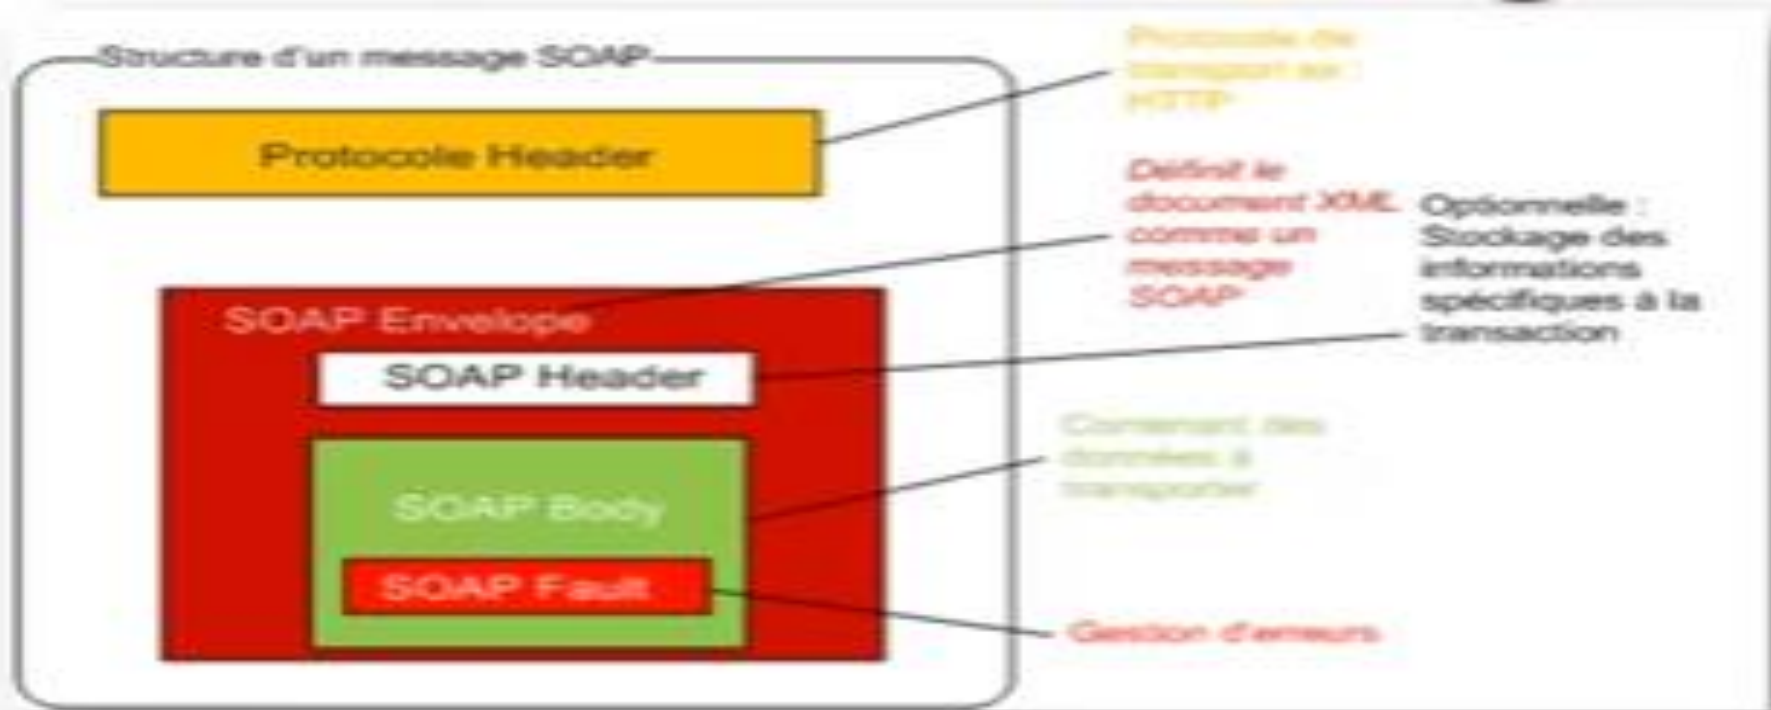 Structure d'un message SOAP
Protocole Header
SOAP Envelope
SOAP Header
SOAP Body
SOAP Fault
Protocole de
transport ex :
HTTP
Définit le
document XML
comme un
message
SOAP
Optionnelle :
Stockage des
informations
spécifiques à la
transaction
Contenant des
données à
transporter
Gestion d'erreurs